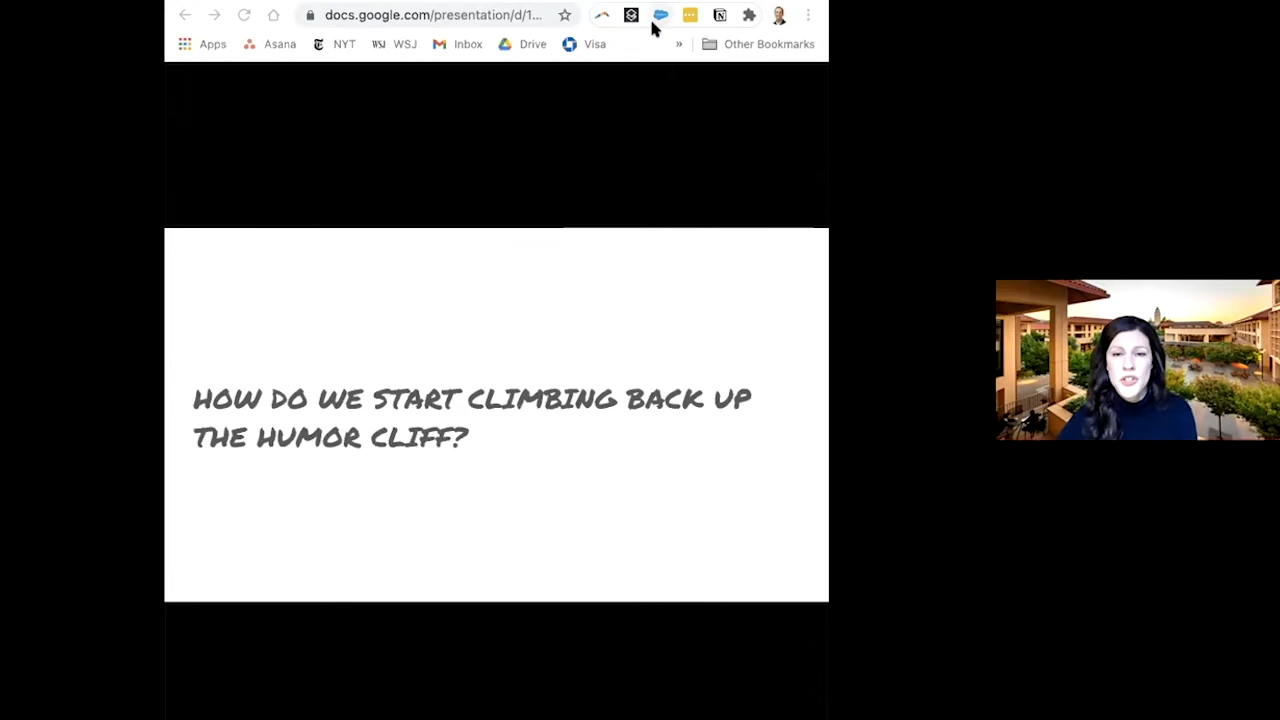 docs.google.com/presentation/d/1...
Apps Asana NYT WSJ WSJ Inbox Drive Visa » Other Bookmarks
HOW DO WE START CLIMBING BACK UP
THE HUMOR CLIFF?